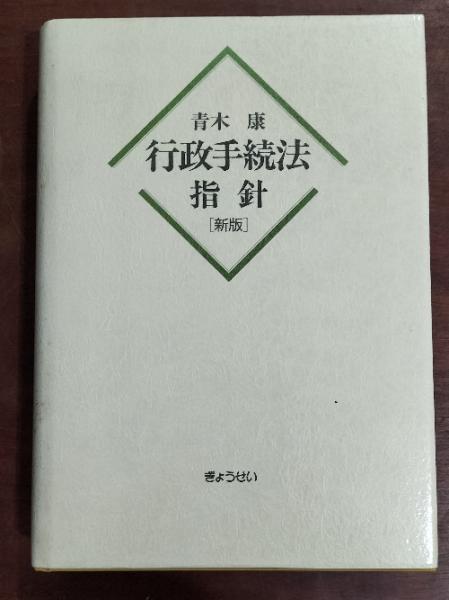 青木 康
行政手続法
指針
[新版]
ぎょうせい